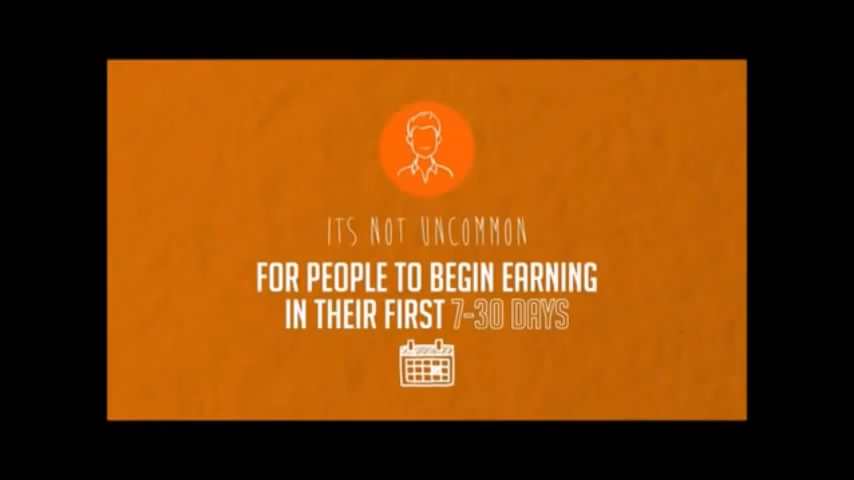 ITS NOT UNCOMMON
FOR PEOPLE TO BEGIN EARNING
IN THEIR FIRST 7-30 DAYS